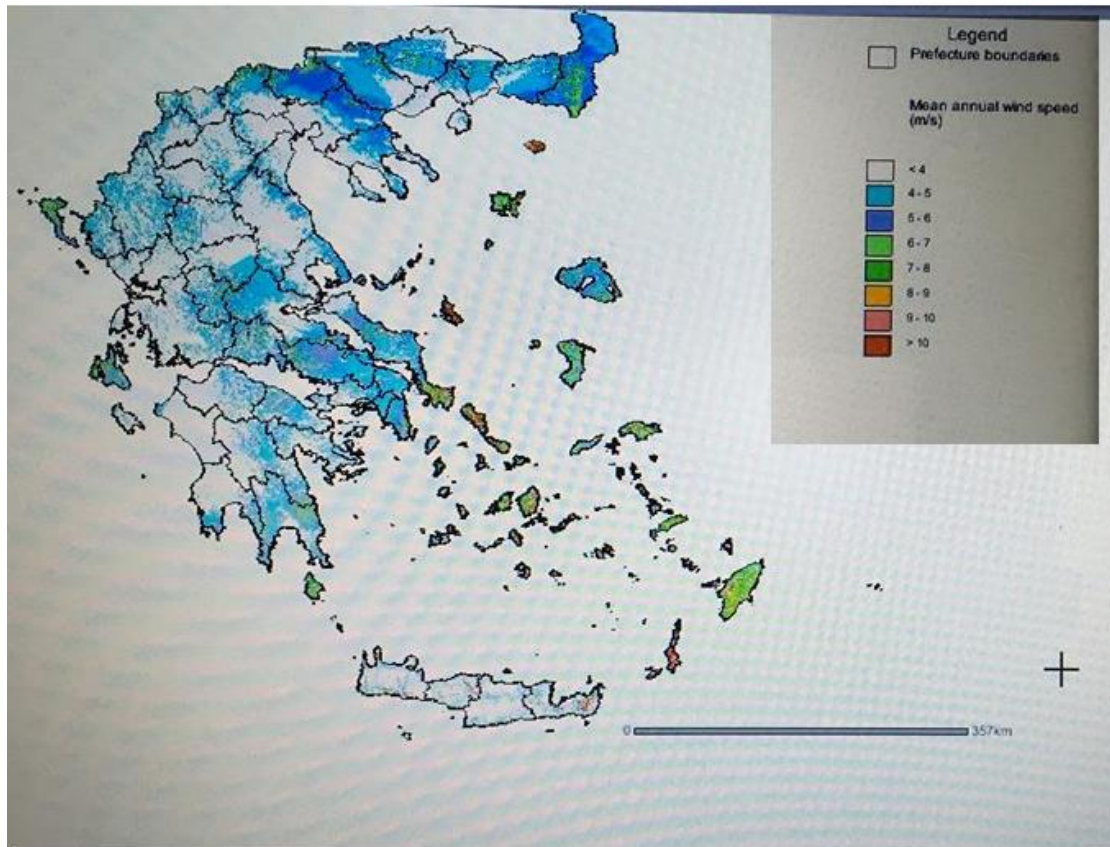 Legend
Prefecture boundaries
Mean annual wind speed
(m/s)
< 4
4 - 5
5 - 6
6 - 7
7 - 8
8 - 9
9 - 10
> 10
0
357km